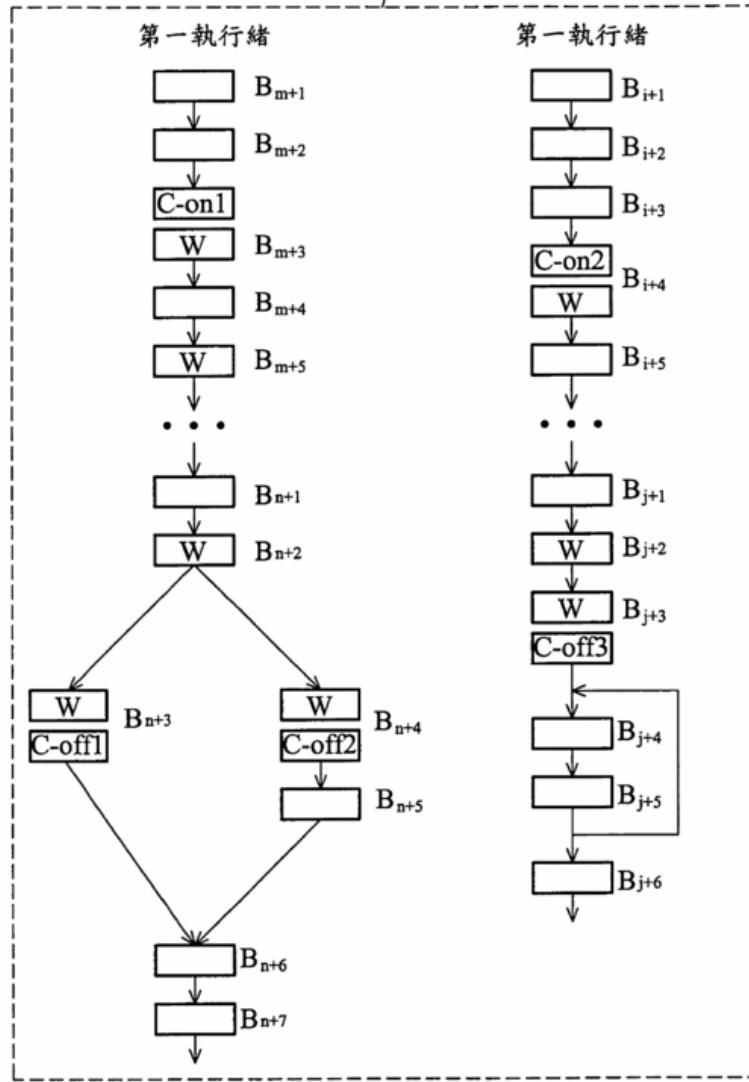 第一執行緒
B_{m+1}
B_{m+2}
C-on1
W B_{m+3}
B_{m+4}
W B_{m+5}
• • •
B_{n+1}
W B_{n+2}
W B_{n+3}
C-off1
W B_{n+4}
C-off2
B_{n+5}
B_{n+6}
B_{n+7}
第一執行緒
B_{i+1}
B_{i+2}
B_{i+3}
C-on2
B_{i+4}
W
B_{i+5}
• • •
B_{j+1}
W B_{j+2}
W B_{j+3}
C-off3
B_{j+4}
B_{j+5}
B_{j+6}